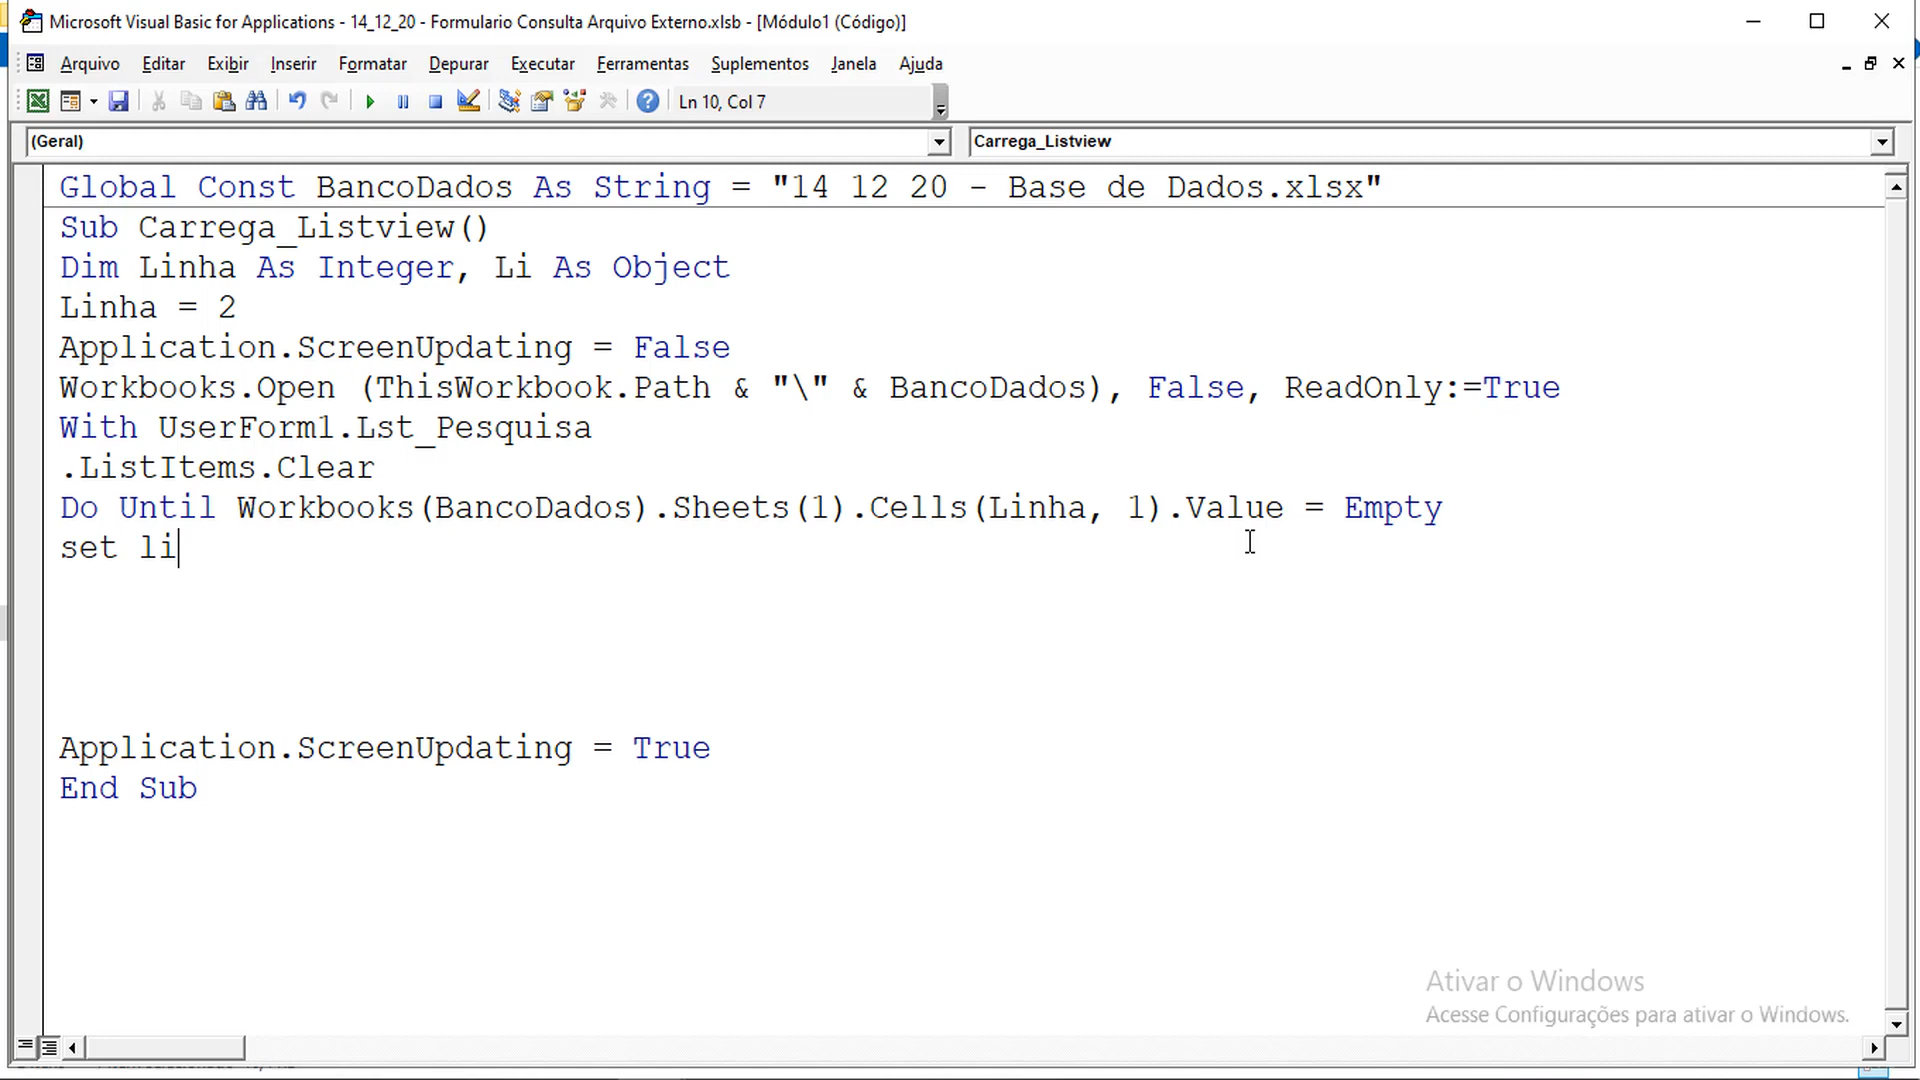 Microsoft Visual Basic for Applications - 14_12_20 - Formulario Consulta Arquivo Externo.xlsb - [Módulo1 (Código)]
Arquivo Editar Exibir Inserir Formatar Depurar Executar Ferramentas Suplementos Janela Ajuda
Ln 10, Col 7
(Geral) Carrega_Listview
Global Const BancoDados As String = "14 12 20 - Base de Dados.xlsx"
Sub Carrega_Listview()
Dim Linha As Integer, Li As Object
Linha = 2
Application.ScreenUpdating = False
Workbooks.Open (ThisWorkbook.Path & "\" & BancoDados), False, ReadOnly:=True
With UserForm1.Lst_Pesquisa
.ListItems.Clear
Do Until Workbooks(BancoDados).Sheets(1).Cells(Linha, 1).Value = Empty
set li
Application.ScreenUpdating = True
End Sub
Ativar o Windows
Acesse Configurações para ativar o Windows.